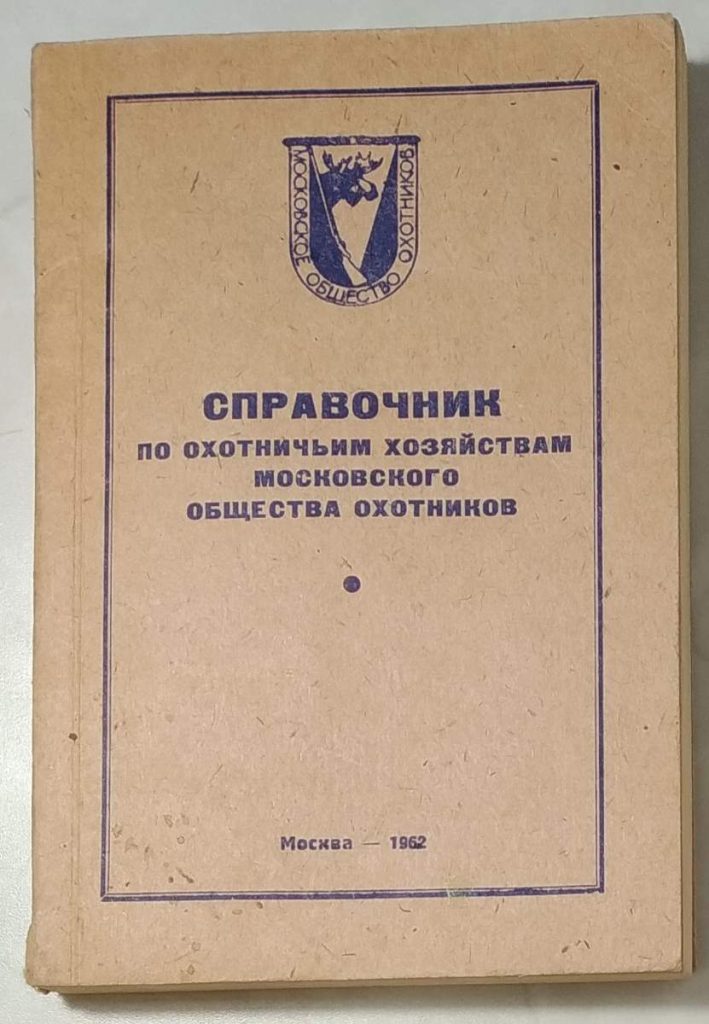 МОСКОВСКОЕ ОБЩЕСТВО ОХОТНИКОВ
СПРАВОЧНИК
ПО ОХОТНИЧЬИМ ХОЗЯЙСТВАМ
МОСКОВСКОГО
ОБЩЕСТВА ОХОТНИКОВ
Москва — 1962